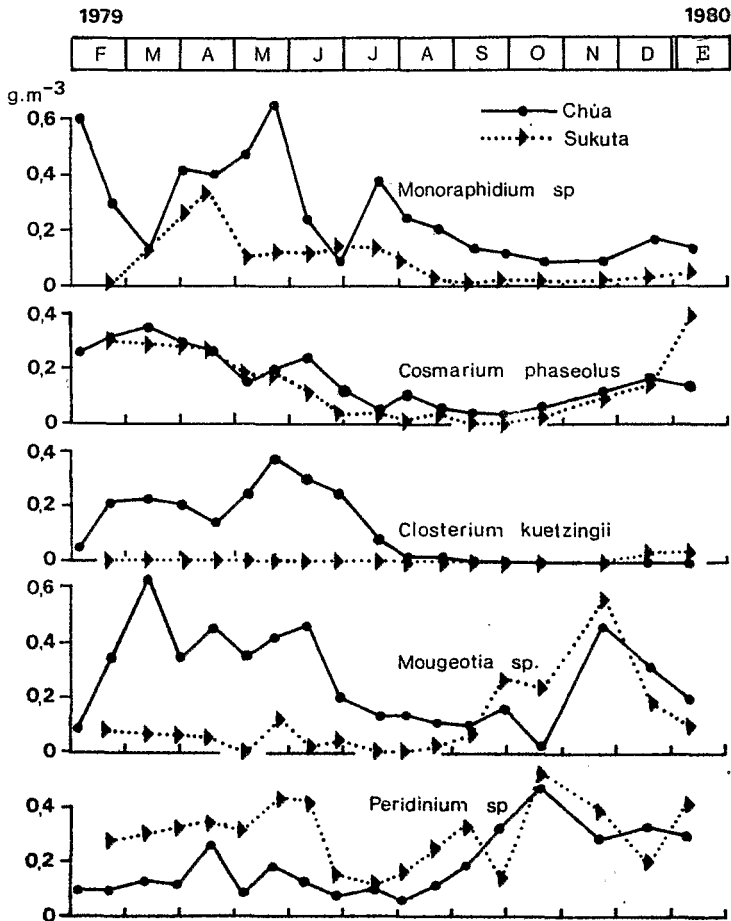 1979 1980
F M A M J J A S O N D E
g.m-3
0,6
Chúa
Sukuta
0,4
Monoraphidium sp
0,2
0
0,4
0,2
Cosmarium phaseolus
0
0,4
0,2
Closterium kuetzingii
0
0,6
0,4
Mougeotia sp.
0,2
0
0,4
Peridinium sp
0,2
0